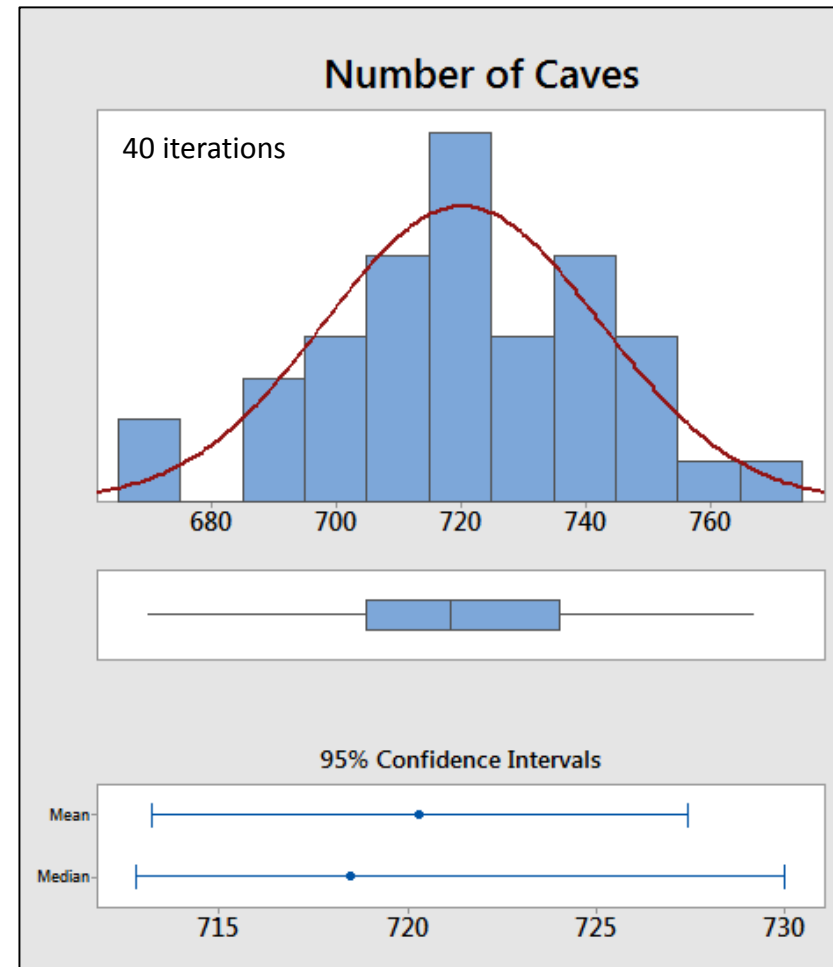 Number of Caves
40 iterations
680 700 720 740 760
95% Confidence Intervals
Mean
Median
715 720 725 730